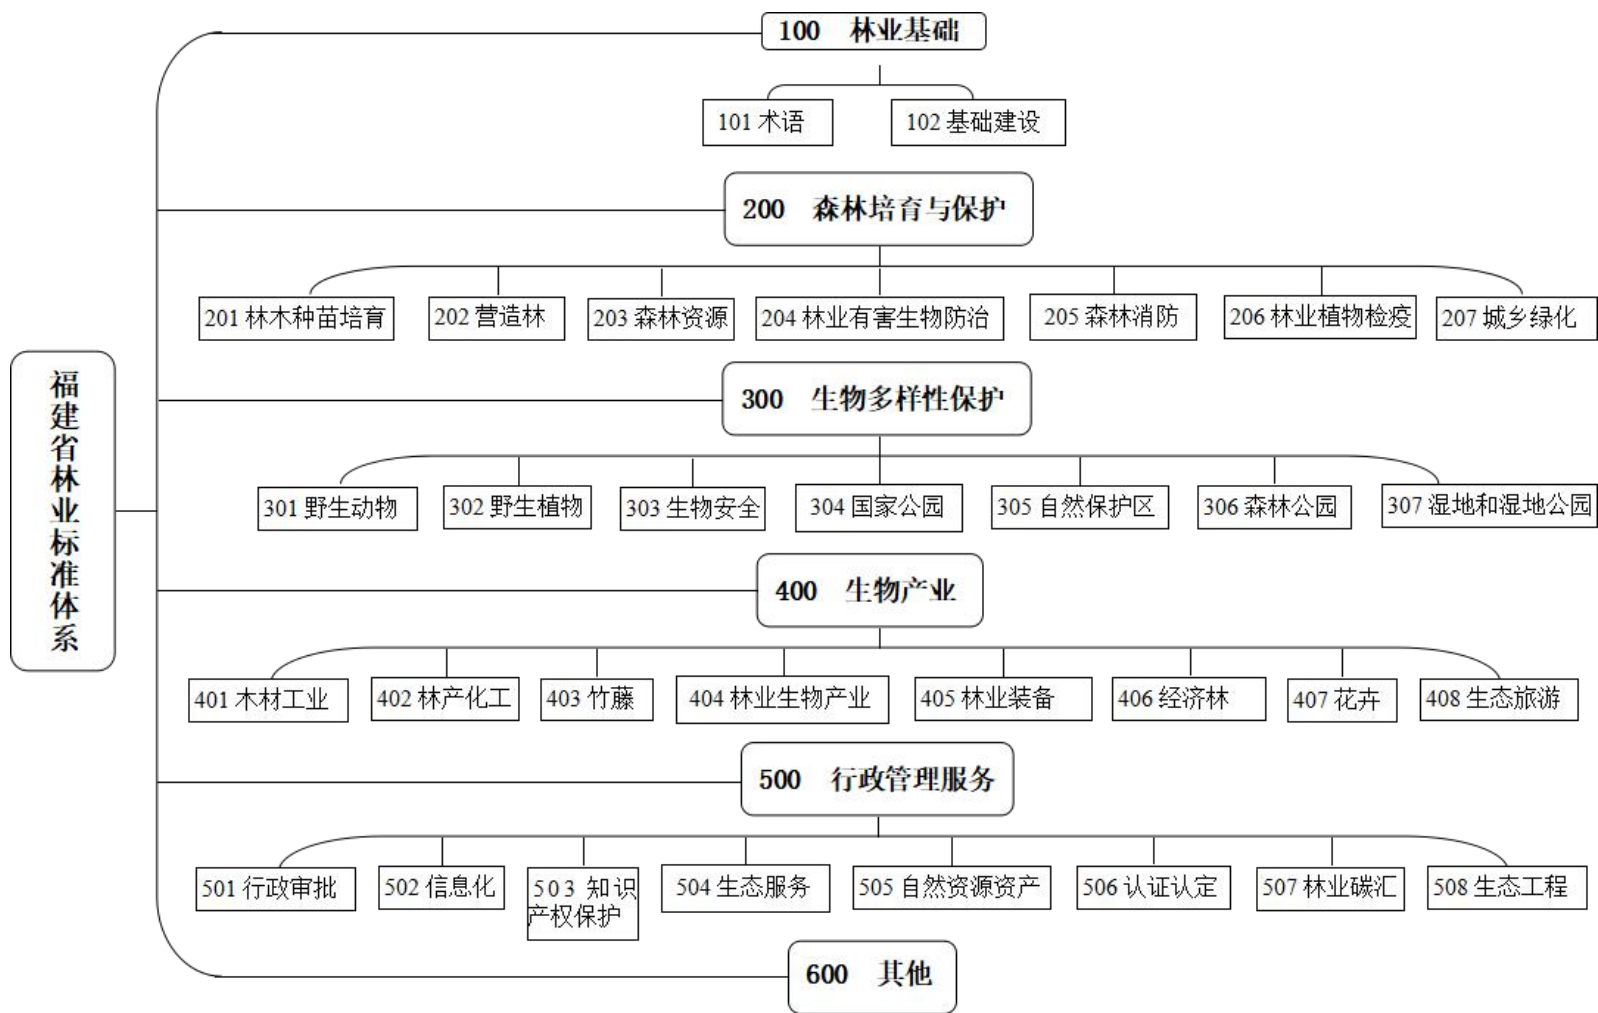 福建省林业标准体系
100 林业基础
101 术语
102 基础建设
200 森林培育与保护
201 林木种苗培育
202 营造林
203 森林资源
204 林业有害生物防治
205 森林消防
206 林业植物检疫
207 城乡绿化
300 生物多样性保护
301 野生动物
302 野生植物
303 生物安全
304 国家公园
305 自然保护区
306 森林公园
307 湿地和湿地公园
400 生物产业
401 木材工业
402 林产化工
403 竹藤
404 林业生物产业
405 林业装备
406 经济林
407 花卉
408 生态旅游
500 行政管理服务
501 行政审批
502 信息化
503 知识
产权保护
504 生态服务
505 自然资源资产
506 认证认定
507 林业碳汇
508 生态工程
600 其他